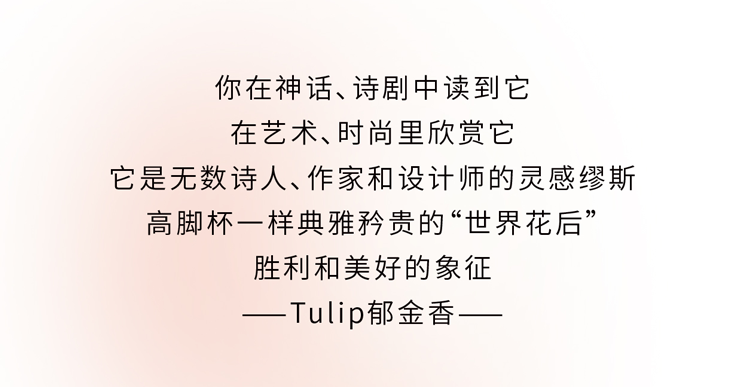 你在神话、诗剧中读到它
在艺术、时尚里欣赏它
它是无数诗人、作家和设计师的灵感缪斯
高脚杯一样典雅矜贵的“世界花后”
胜利和美好的象征
——Tulip郁金香——